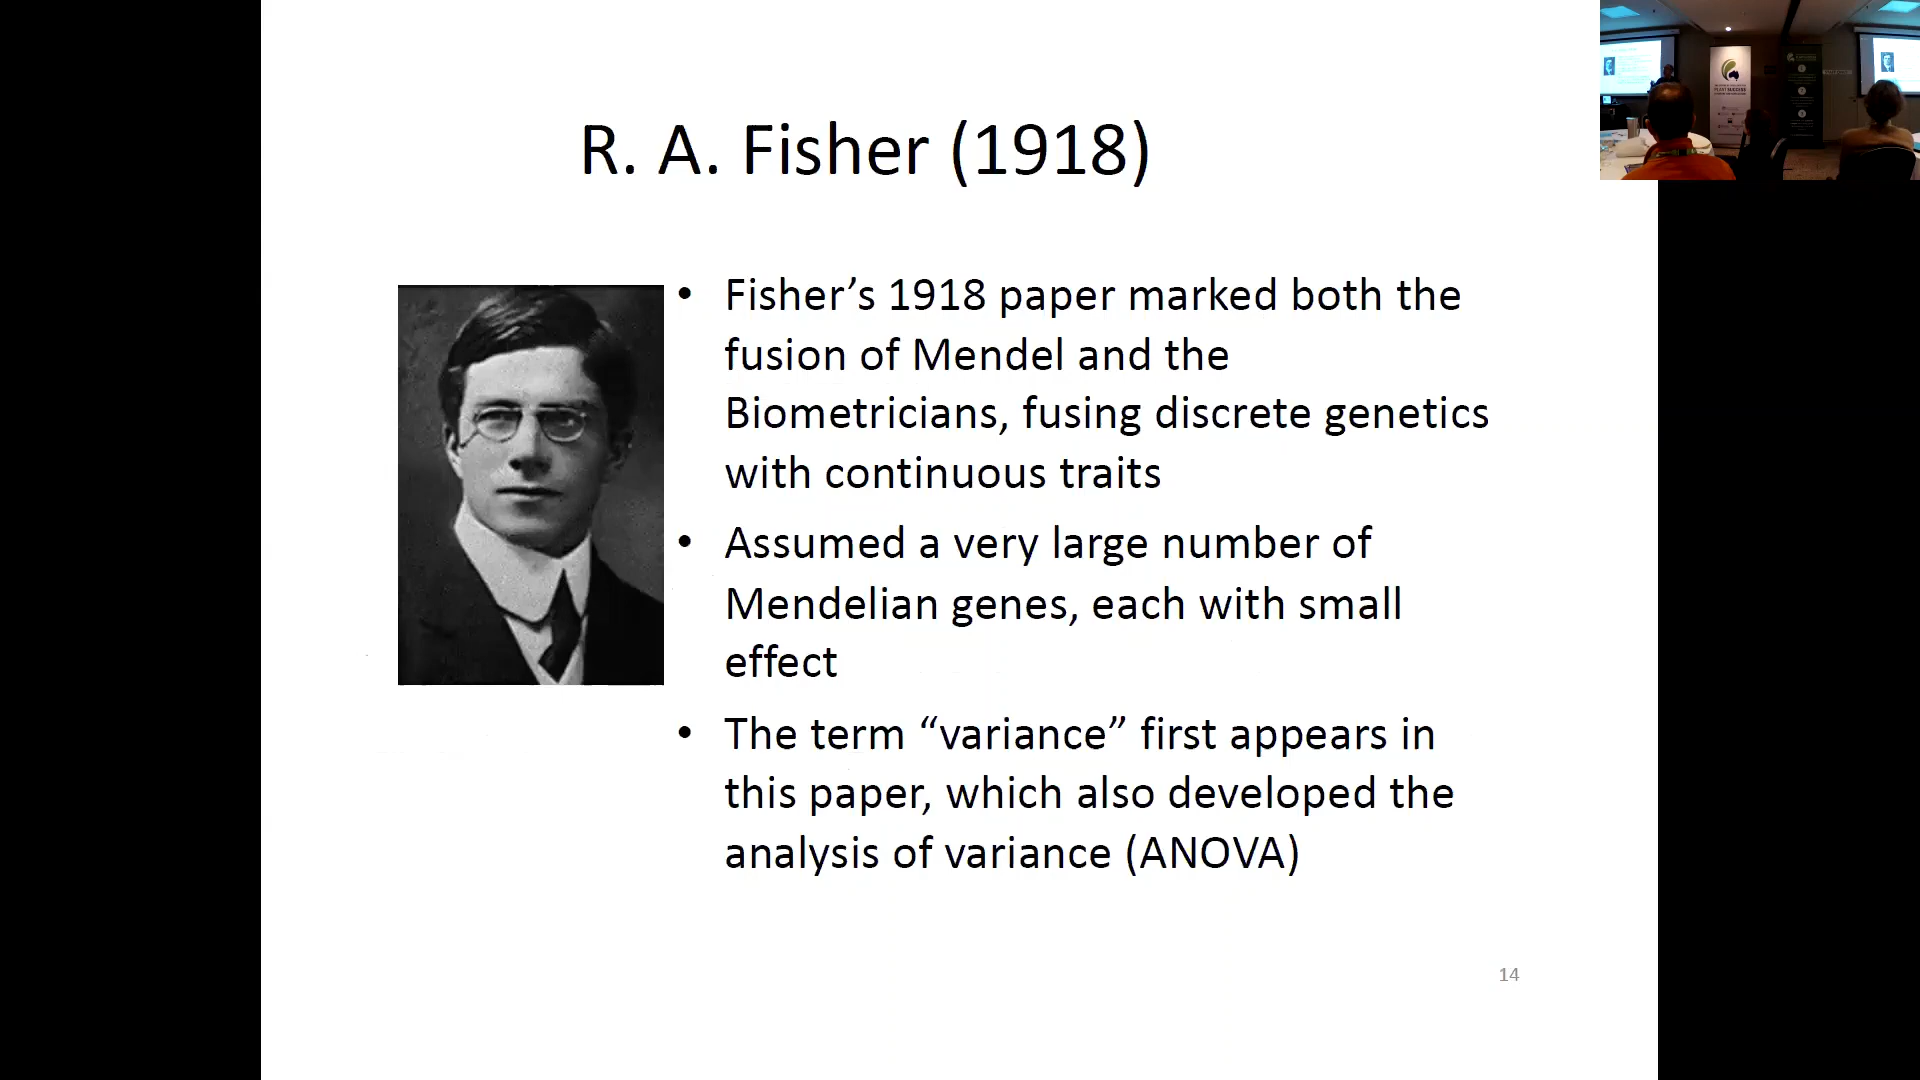 R. A. Fisher (1918)
• Fisher’s 1918 paper marked both the
fusion of Mendel and the
Biometricians, fusing discrete genetics
with continuous traits
• Assumed a very large number of
Mendelian genes, each with small
effect
• The term “variance” first appears in
this paper, which also developed the
analysis of variance (ANOVA)
14
PLANT SUCCESS